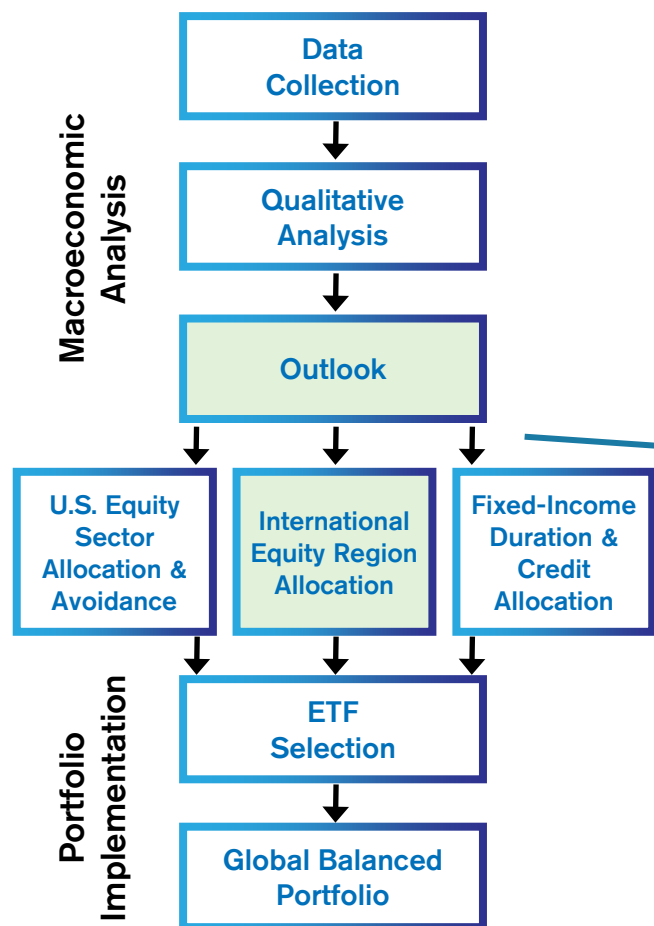 Data
Collection
Macroeconomic
Analysis
Qualitative
Analysis
Outlook
U.S. Equity
Sector
Allocation &
Avoidance
International
Equity Region
Allocation
Fixed-Income
Duration &
Credit
Allocation
Portfolio
Implementation
ETF
Selection
Global Balanced
Portfolio